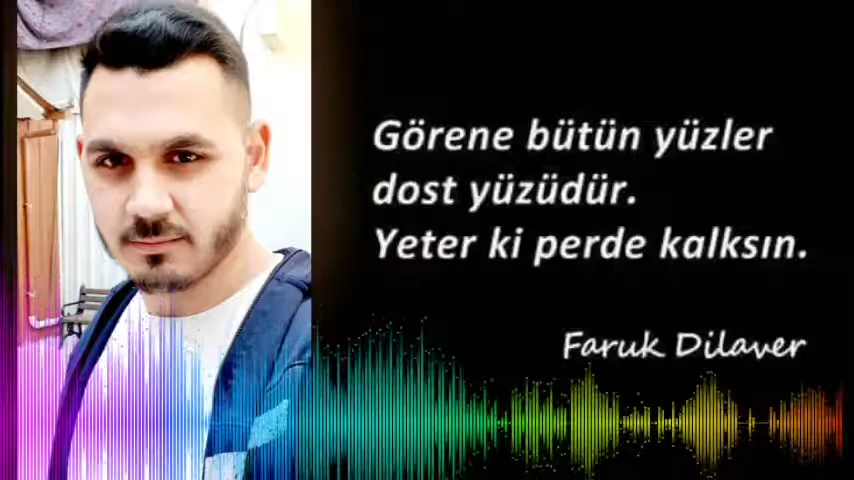 Görene bütün yüzler
dost yüzüdür.
Yeter ki perde kalksın.
Faruk Dilaver